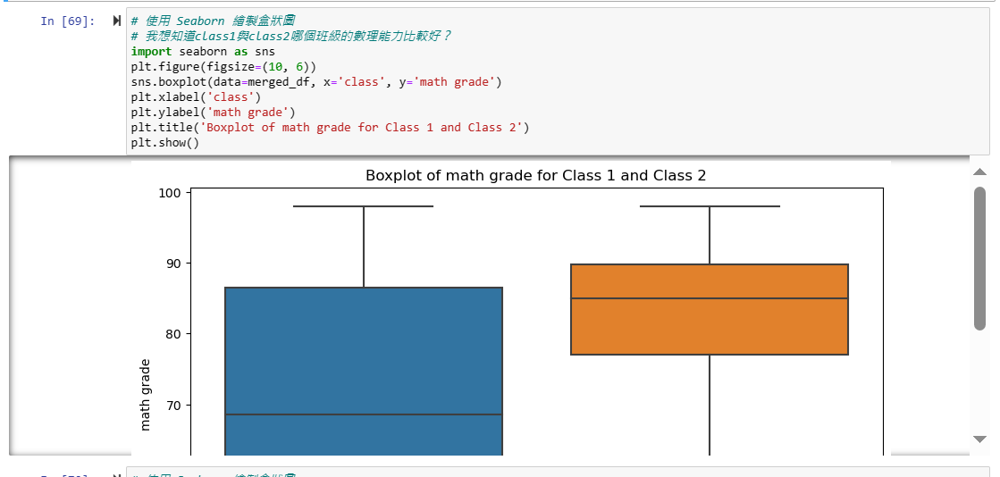 In [69]:
# 使用 Seaborn 繪製盒狀圖
# 我想知道class1與class2哪個班級的數理能力比較好？
import seaborn as sns
plt.figure(figsize=(10, 6))
sns.boxplot(data=merged_df, x='class', y='math grade')
plt.xlabel('class')
plt.ylabel('math grade')
plt.title('Boxplot of math grade for Class 1 and Class 2')
plt.show()
Boxplot of math grade for Class 1 and Class 2
100
90
80
70
math grade